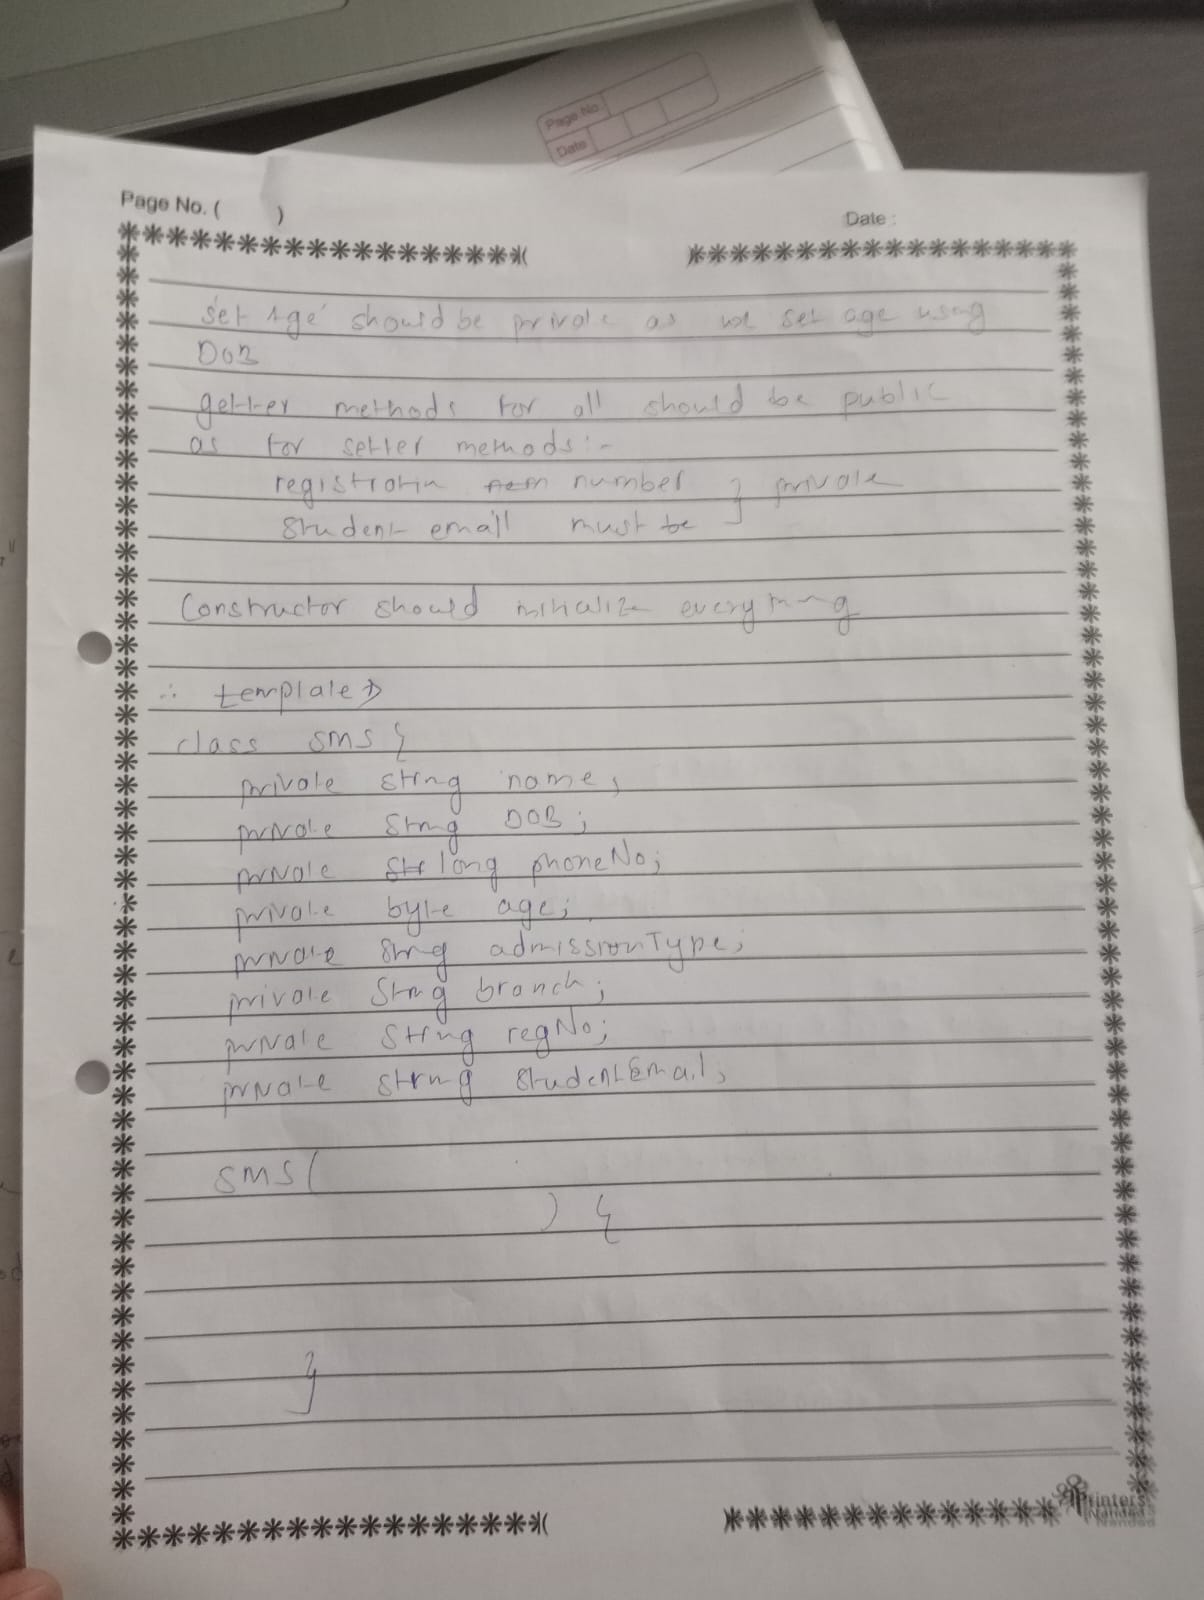 Page No.
Date
Page No. ( )
Date :
set Age should be private as we set age using
DOB
getter methods for all should be public
as for setter methods :-
registration number } private
student email must be
Constructor should initialize everything
∴ template
class SMS {
private string name;
private String DOB;
private long phoneNo;
private byte age;
private String admissionType;
private String branch;
private String regNo;
private string studentEmail;
SMS (
) {
}
Printers
Nanded